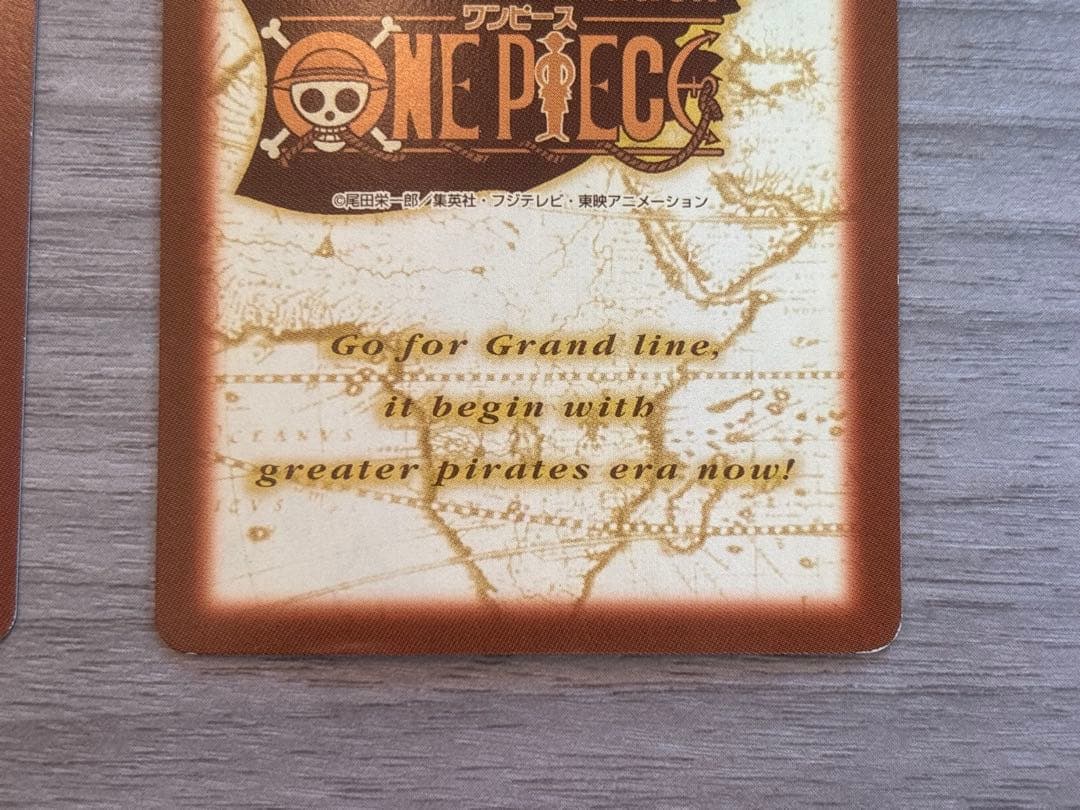 ワンピース
ONE PIECE
©尾田栄一郎／集英社・フジテレビ・東映アニメーション
Go for Grand line,
it begin with
greater pirates era now!